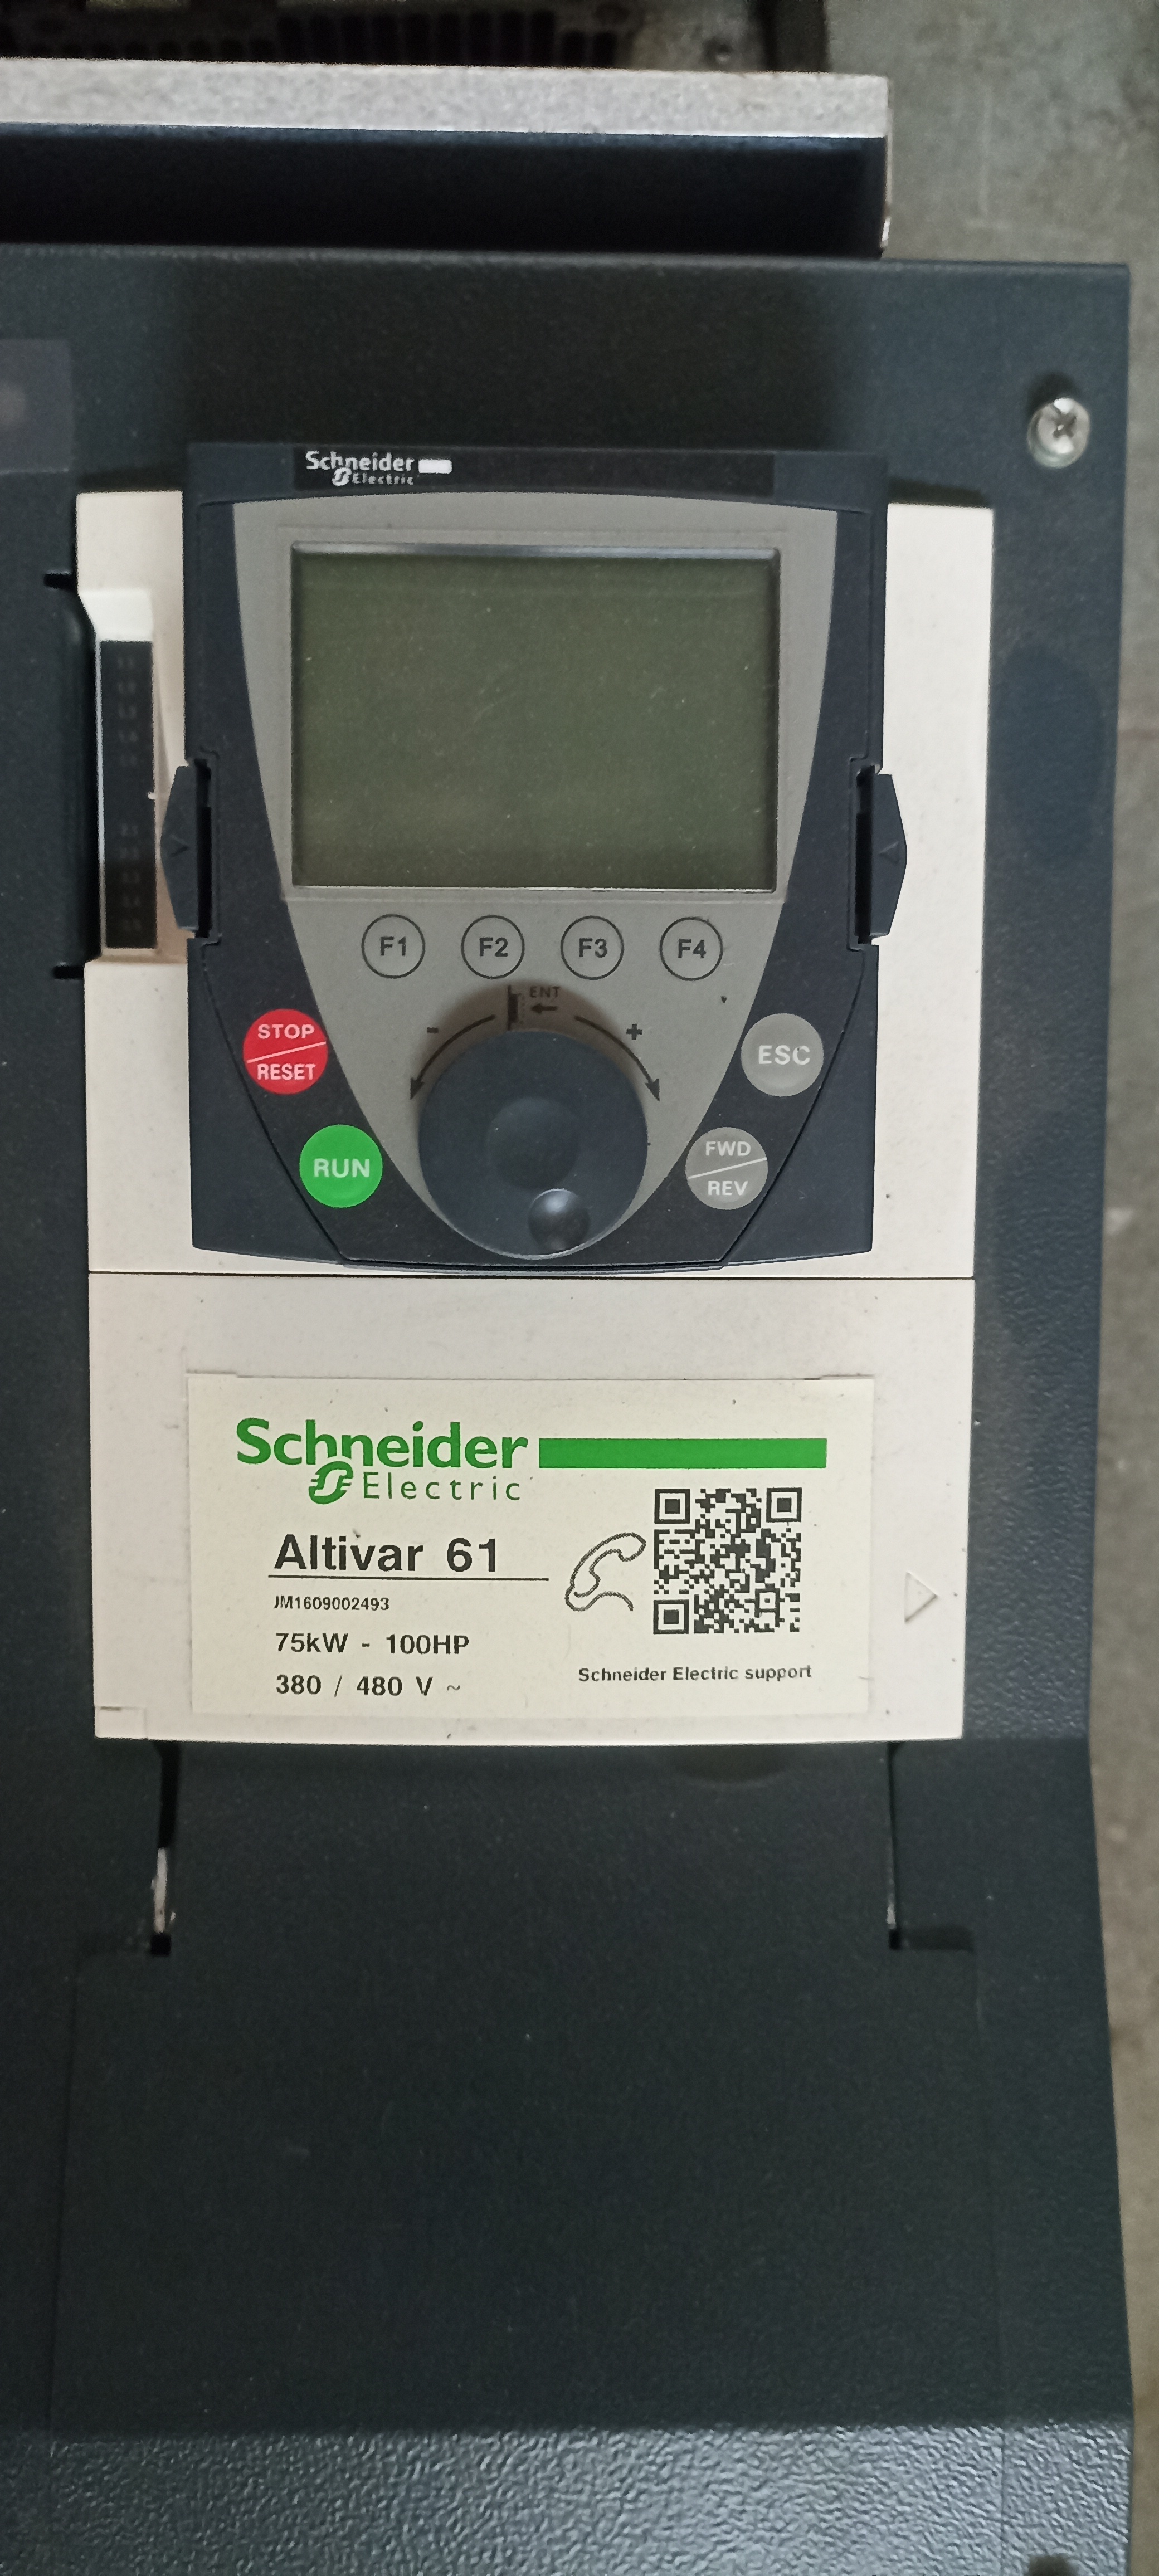 Schneider
Electric
F1 F2 F3 F4
ENT
- +
STOP
RESET
ESC
RUN
FWD
REV
Schneider
Electric
Altivar 61
JM1609002493
75kW - 100HP
380 / 480 V ~
Schneider Electric support